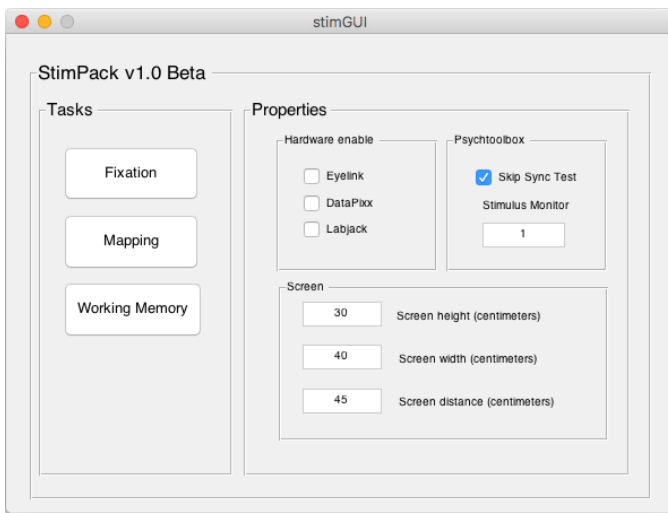 stimGUI
StimPack v1.0 Beta
Tasks
Fixation
Mapping
Working Memory
Properties
Hardware enable
Eyelink
DataPixx
Labjack
Psychtoolbox
Skip Sync Test
Stimulus Monitor
1
Screen
30 Screen height (centimeters)
40 Screen width (centimeters)
45 Screen distance (centimeters)